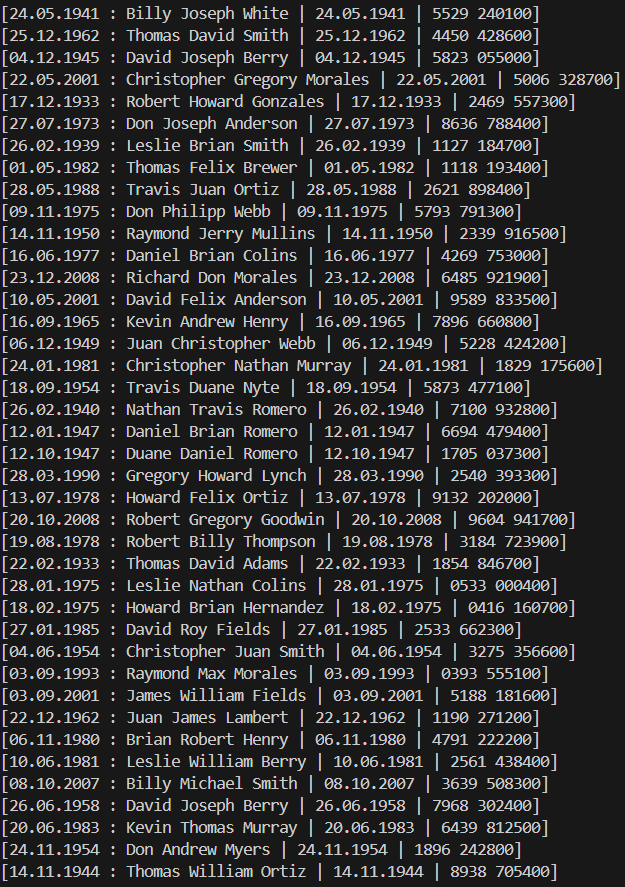 [24.05.1941 : Billy Joseph White | 24.05.1941 | 5529 240100]
[25.12.1962 : Thomas David Smith | 25.12.1962 | 4450 428600]
[04.12.1945 : David Joseph Berry | 04.12.1945 | 5823 055000]
[22.05.2001 : Christopher Gregory Morales | 22.05.2001 | 5006 328700]
[17.12.1933 : Robert Howard Gonzales | 17.12.1933 | 2469 557300]
[27.07.1973 : Don Joseph Anderson | 27.07.1973 | 8636 788400]
[26.02.1939 : Leslie Brian Smith | 26.02.1939 | 1127 184700]
[01.05.1982 : Thomas Felix Brewer | 01.05.1982 | 1118 193400]
[28.05.1988 : Travis Juan Ortiz | 28.05.1988 | 2621 898400]
[09.11.1975 : Don Philipp Webb | 09.11.1975 | 5793 791300]
[14.11.1950 : Raymond Jerry Mullins | 14.11.1950 | 2339 916500]
[16.06.1977 : Daniel Brian Colins | 16.06.1977 | 4269 753000]
[23.12.2008 : Richard Don Morales | 23.12.2008 | 6485 921900]
[10.05.2001 : David Felix Anderson | 10.05.2001 | 9589 833500]
[16.09.1965 : Kevin Andrew Henry | 16.09.1965 | 7896 660800]
[06.12.1949 : Juan Christopher Webb | 06.12.1949 | 5228 424200]
[24.01.1981 : Christopher Nathan Murray | 24.01.1981 | 1829 175600]
[18.09.1954 : Travis Duane Nyte | 18.09.1954 | 5873 477100]
[26.02.1940 : Nathan Travis Romero | 26.02.1940 | 7100 932800]
[12.01.1947 : Daniel Brian Romero | 12.01.1947 | 6694 479400]
[12.10.1947 : Duane Daniel Romero | 12.10.1947 | 1705 037300]
[28.03.1990 : Gregory Howard Lynch | 28.03.1990 | 2540 393300]
[13.07.1978 : Howard Felix Ortiz | 13.07.1978 | 9132 202000]
[20.10.2008 : Robert Gregory Goodwin | 20.10.2008 | 9604 941700]
[19.08.1978 : Robert Billy Thompson | 19.08.1978 | 3184 723900]
[22.02.1933 : Thomas David Adams | 22.02.1933 | 1854 846700]
[28.01.1975 : Leslie Nathan Colins | 28.01.1975 | 0533 000400]
[18.02.1975 : Howard Brian Hernandez | 18.02.1975 | 0416 160700]
[27.01.1985 : David Roy Fields | 27.01.1985 | 2533 662300]
[04.06.1954 : Christopher Juan Smith | 04.06.1954 | 3275 356600]
[03.09.1993 : Raymond Max Morales | 03.09.1993 | 0393 555100]
[03.09.2001 : James William Fields | 03.09.2001 | 5188 181600]
[22.12.1962 : Juan James Lambert | 22.12.1962 | 1190 271200]
[06.11.1980 : Brian Robert Henry | 06.11.1980 | 4791 222200]
[10.06.1981 : Leslie William Berry | 10.06.1981 | 2561 438400]
[08.10.2007 : Billy Michael Smith | 08.10.2007 | 3639 508300]
[26.06.1958 : David Joseph Berry | 26.06.1958 | 7968 302400]
[20.06.1983 : Kevin Thomas Murray | 20.06.1983 | 6439 812500]
[24.11.1954 : Don Andrew Myers | 24.11.1954 | 1896 242800]
[14.11.1944 : Thomas William Ortiz | 14.11.1944 | 8938 705400]